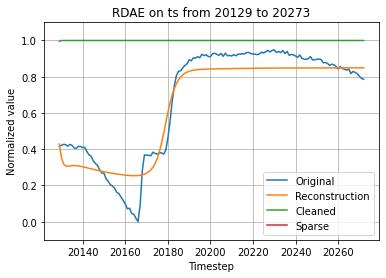 RDAE on ts from 20129 to 20273
Normalized value
1.0
0.8
0.6
0.4
0.2
0.0
Original
Reconstruction
Cleaned
Sparse
20140 20160 20180 20200 20220 20240 20260
Timestep